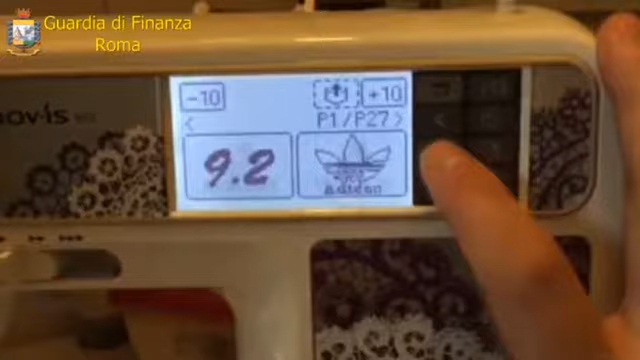 Guardia di Finanza
Roma
-10
+10
<
P1/P27>
9.2
adidas